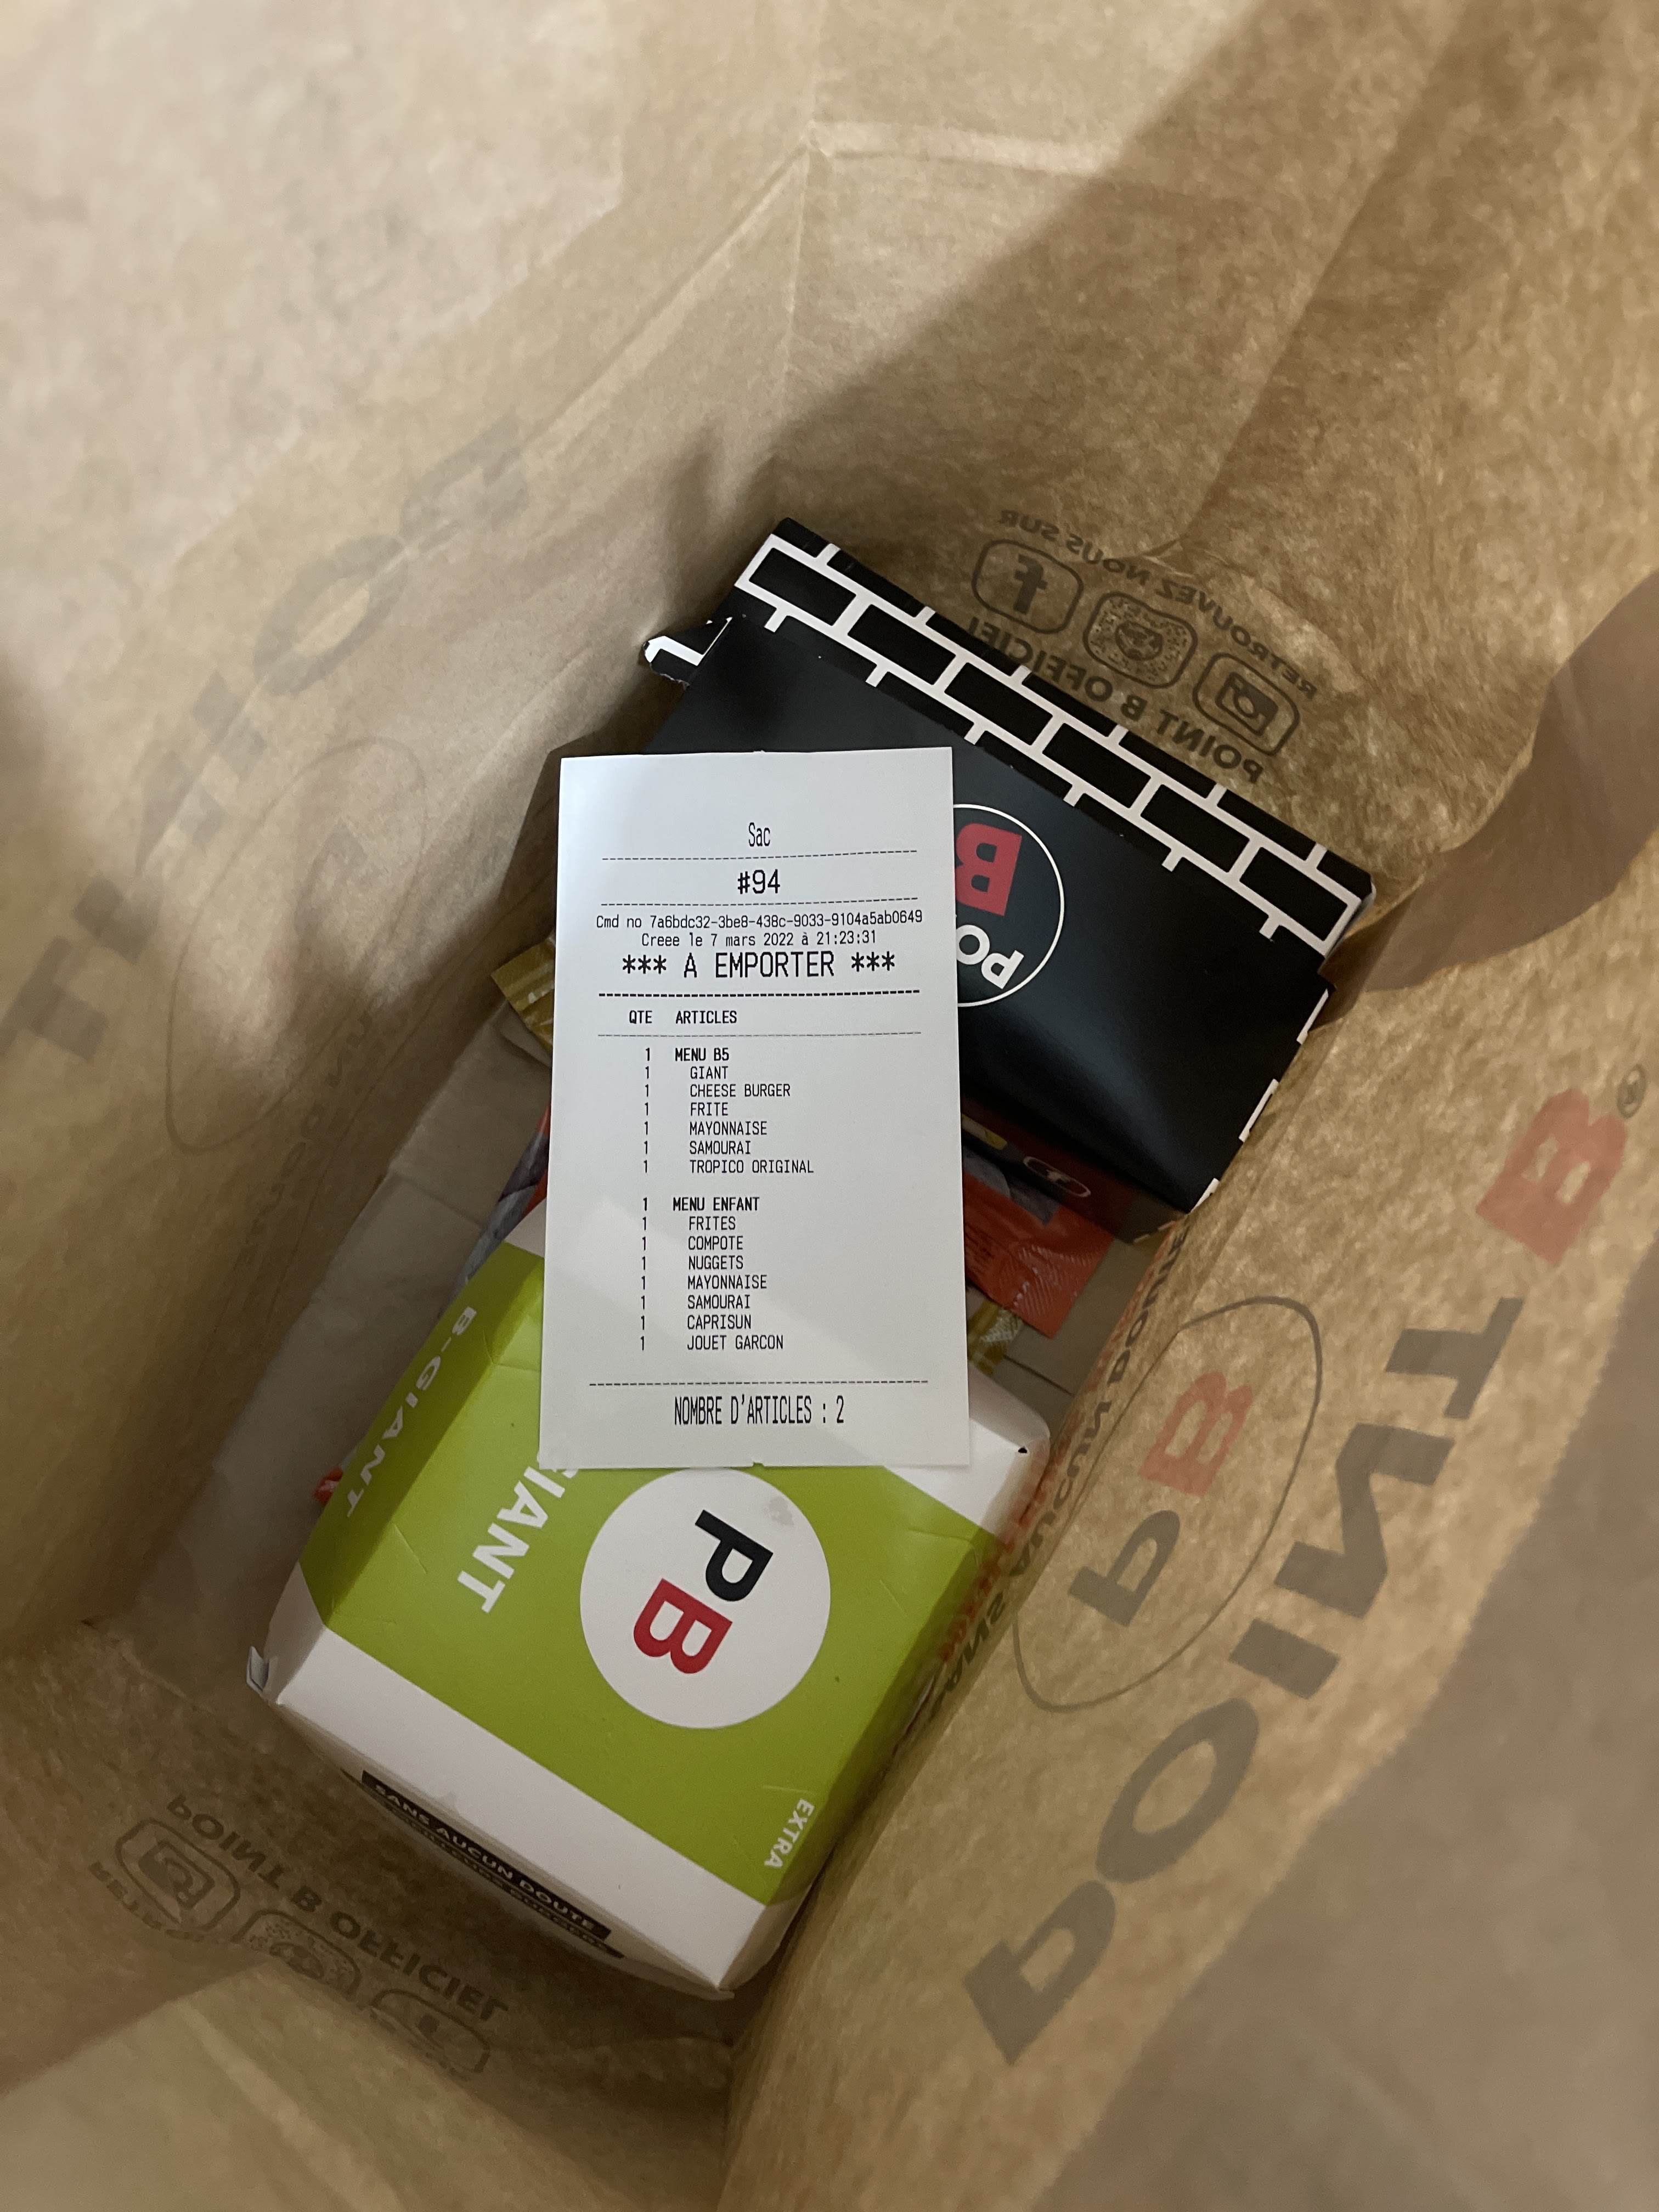 RETROUVEZ NOUS SUR
POINT B OFFICIEL
PO
B
Sac
#94
Cmd no 7a6bdc32-3be8-438c-9033-9104a5ab0649
Creee le 7 mars 2022 à 21:23:31
*** A EMPORTER ***
QTE ARTICLES
1 MENU B5
1 GIANT
1 CHEESE BURGER
1 FRITE
1 MAYONNAISE
1 SAMOURAI
1 TROPICO ORIGINAL
1 MENU ENFANT
1 FRITES
1 COMPOTE
1 NUGGETS
1 MAYONNAISE
1 SAMOURAI
1 CAPRISUN
1 JOUET GARCON
NOMBRE D'ARTICLES : 2
B-GIANT
GIANT
PB
EXTRA
SANS AUCUN DOUTE
POINT B
PB
POINT B OFFICIEL
POINT